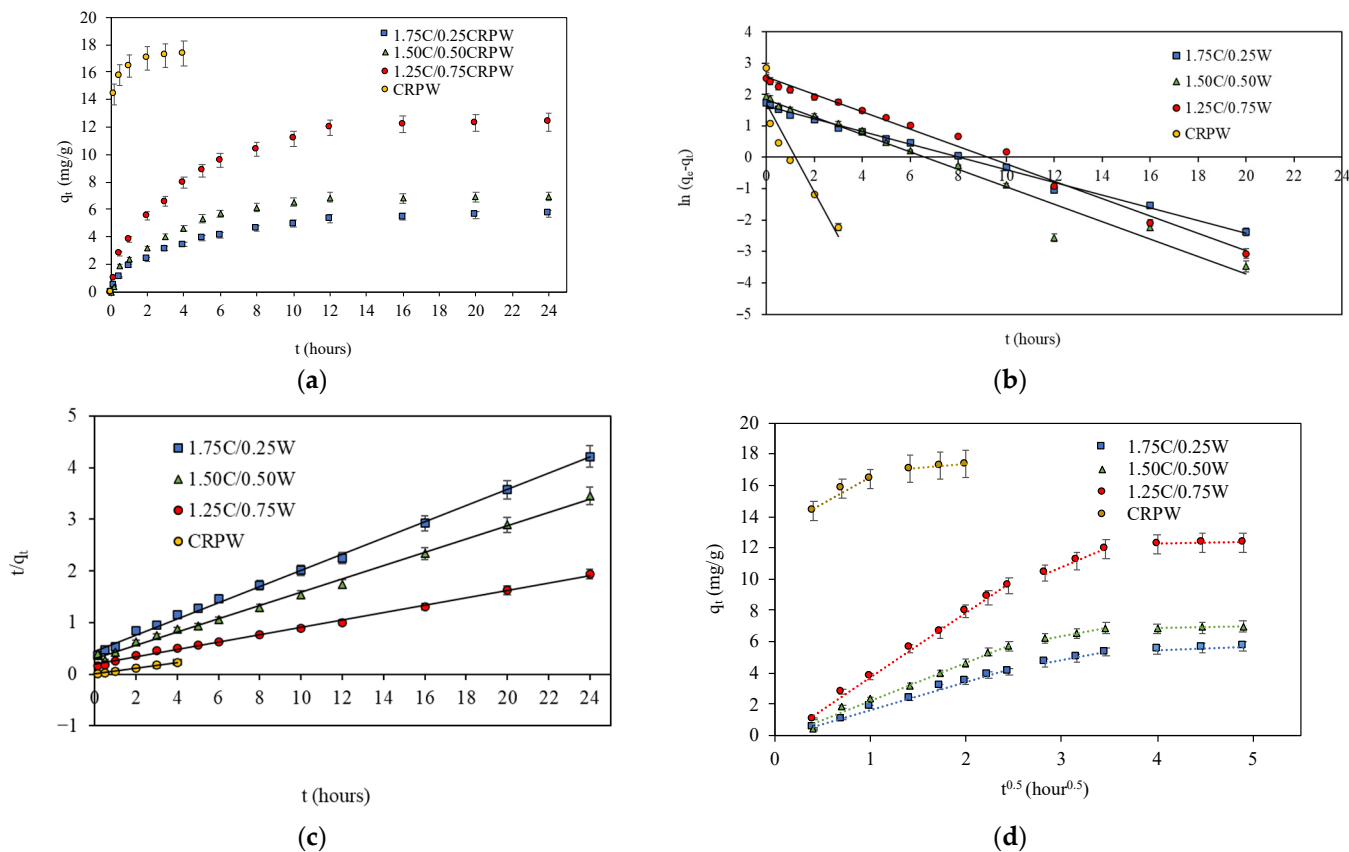 20
18
16
14
12
10
8
6
4
2
0
qt (mg/g)
1.75C/0.25CRPW
1.50C/0.50CRPW
1.25C/0.75CRPW
CRPW
0 2 4 6 8 10 12 14 16 18 20 22 24
t (hours)
(a)
4
3
2
1
0
−1
−2
−3
−4
−5
ln (qe-qt)
1.75C/0.25W
1.50C/0.50W
1.25C/0.75W
CRPW
0 2 4 6 8 10 12 14 16 18 20 22 24
t (hours)
(b)
5
4
3
2
1
0
−1
t/qt
1.75C/0.25W
1.50C/0.50W
1.25C/0.75W
CRPW
0 2 4 6 8 10 12 14 16 18 20 22 24
t (hours)
(c)
20
18
16
14
12
10
8
6
4
2
0
qt (mg/g)
1.75C/0.25W
1.50C/0.50W
1.25C/0.75W
CRPW
0 1 2 3 4 5
t0.5 (hour0.5)
(d)